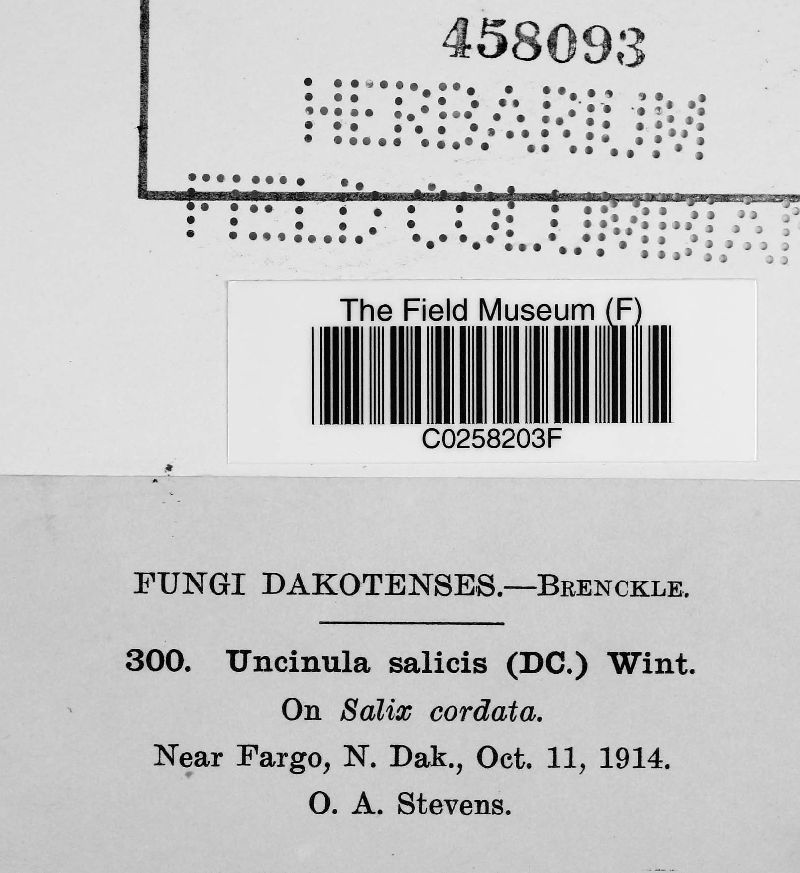 458093
HERBARIUM
FIELD COLUMBIAN
The Field Museum (F)
C0258203F
FUNGI DAKOTENSES.—BRENCKLE.
300. Uncinula salicis (DC.) Wint.
On Salix cordata.
Near Fargo, N. Dak., Oct. 11, 1914.
O. A. Stevens.